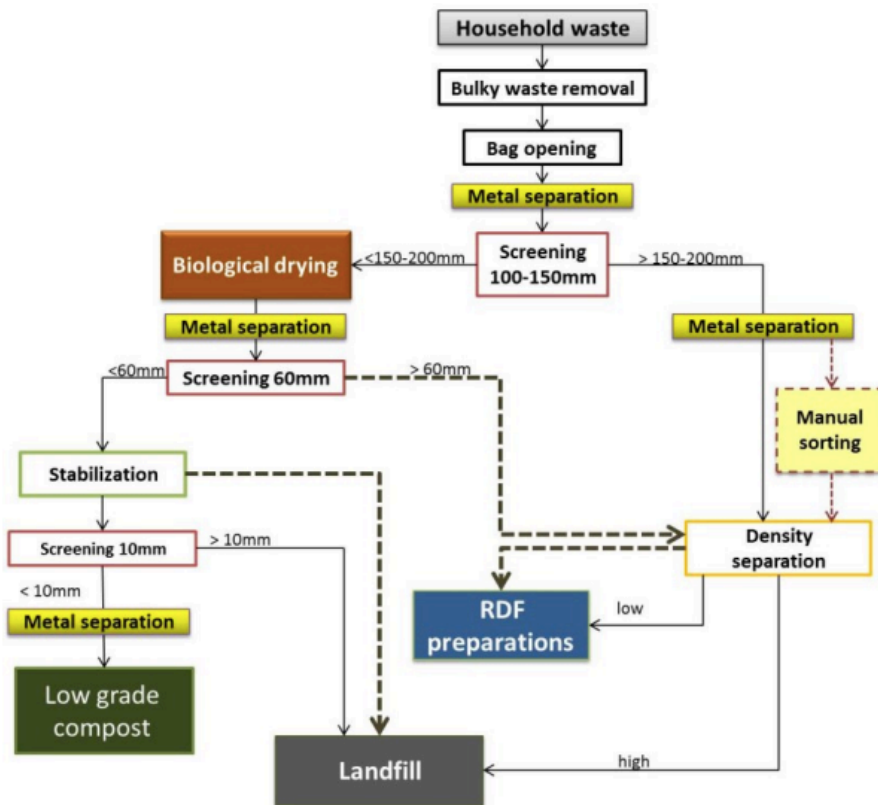 Household waste
Bulky waste removal
Bag opening
Metal separation
Screening
100-150mm
<150-200mm
> 150-200mm
Biological drying
Metal separation
Metal separation
Screening 60mm
<60mm
> 60mm
Manual
sorting
Stabilization
Screening 10mm
> 10mm
Density
separation
< 10mm
RDF
preparations
low
Metal separation
Low grade
compost
Landfill
high